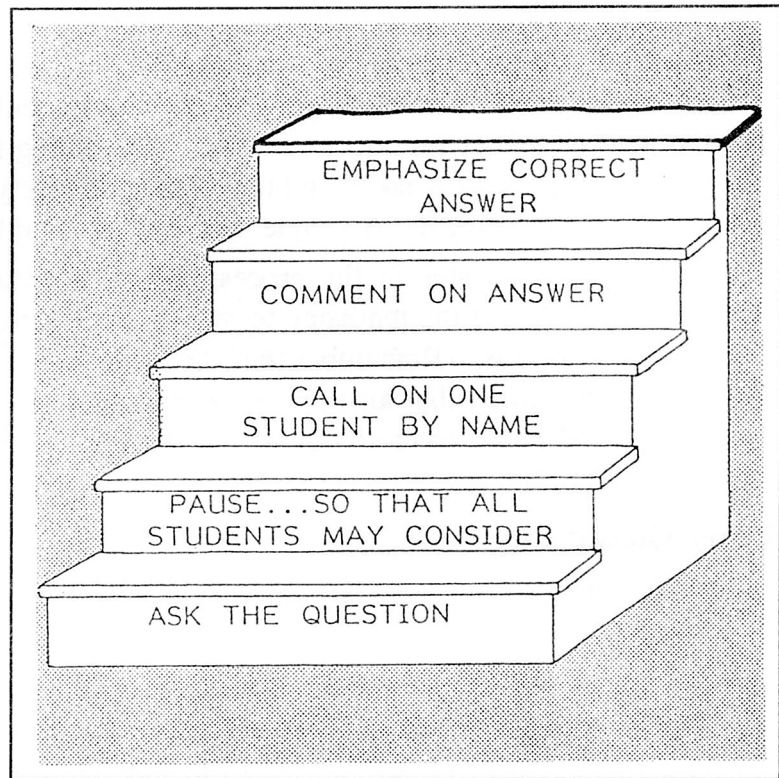 EMPHASIZE CORRECT
ANSWER
COMMENT ON ANSWER
CALL ON ONE
STUDENT BY NAME
PAUSE...SO THAT ALL
STUDENTS MAY CONSIDER
ASK THE QUESTION